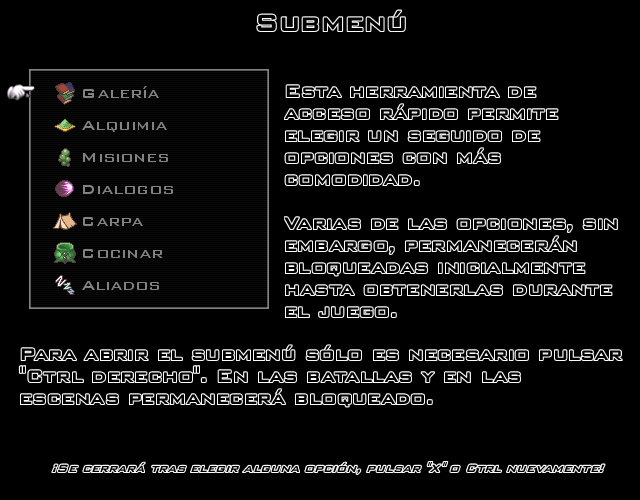 Submenú
Galería
Alquimia
Misiones
Dialogos
Carpa
Cocinar
Aliados
Esta herramienta de
acceso rápido permite
elegir un seguido de
opciones con más
comodidad.
Varias de las opciones, sin
embargo, permanecerán
bloqueadas inicialmente
hasta obtenerlas durante
el juego.
Para abrir el submenú sólo es necesario pulsar
"Ctrl derecho". En las batallas y en las
escenas permanecerá bloqueado.
¡Se cerrará tras elegir alguna opción, pulsar "X" o Ctrl nuevamente!